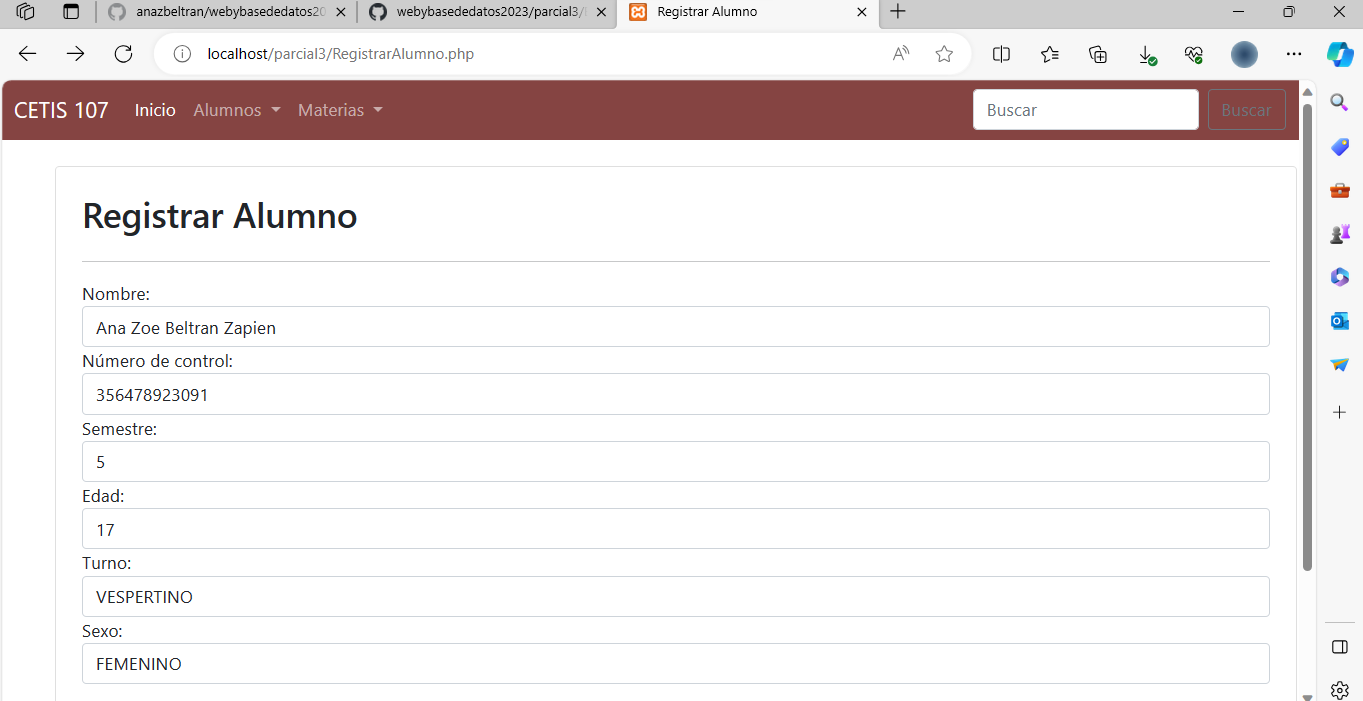 anazbeltran/webybasededatos20
webybasededatos2023/parcial3/
Registrar Alumno
localhost/parcial3/RegistrarAlumno.php
CETIS 107 Inicio Alumnos Materias Buscar Buscar
Registrar Alumno
Nombre:
Ana Zoe Beltran Zapien
Número de control:
356478923091
Semestre:
5
Edad:
17
Turno:
VESPERTINO
Sexo:
FEMENINO